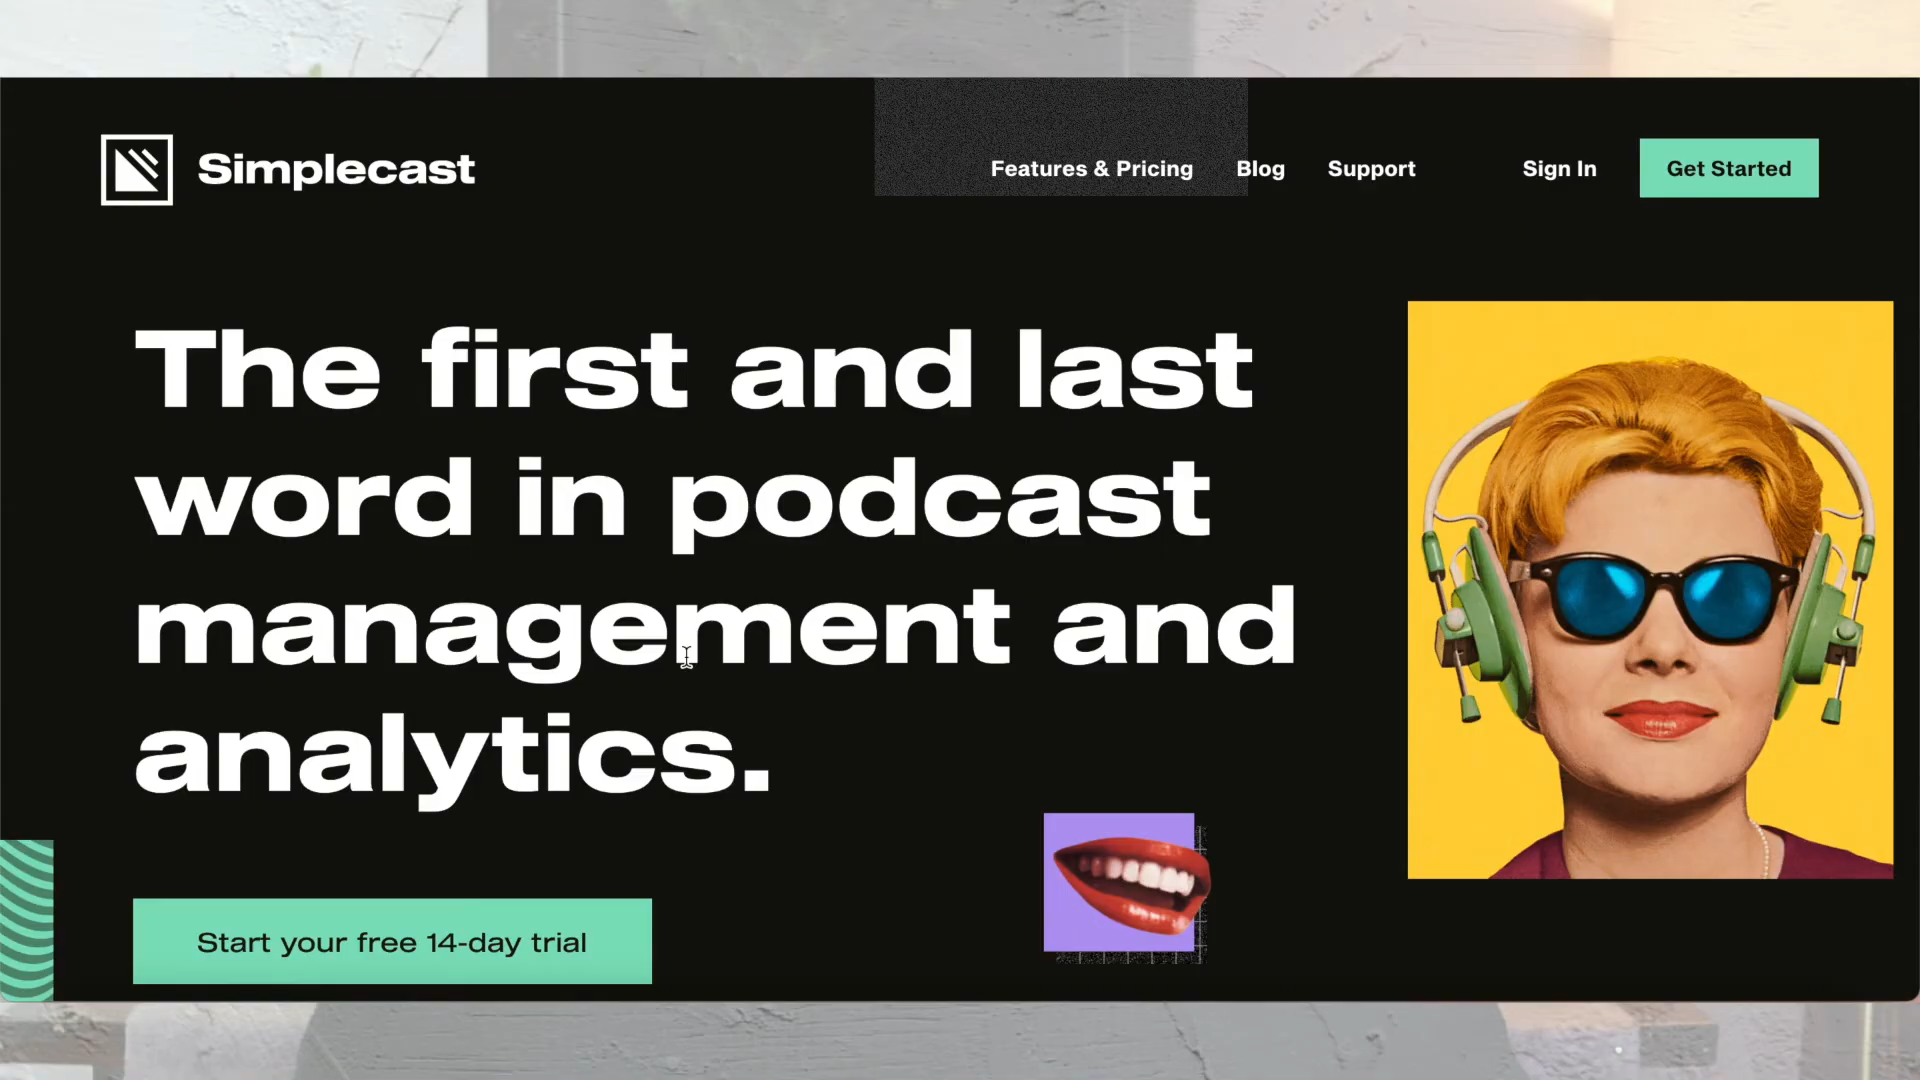 Simplecast
Features & Pricing
Blog
Support
Sign In
Get Started
The first and last
word in podcast
management and
analytics.
Start your free 14-day trial